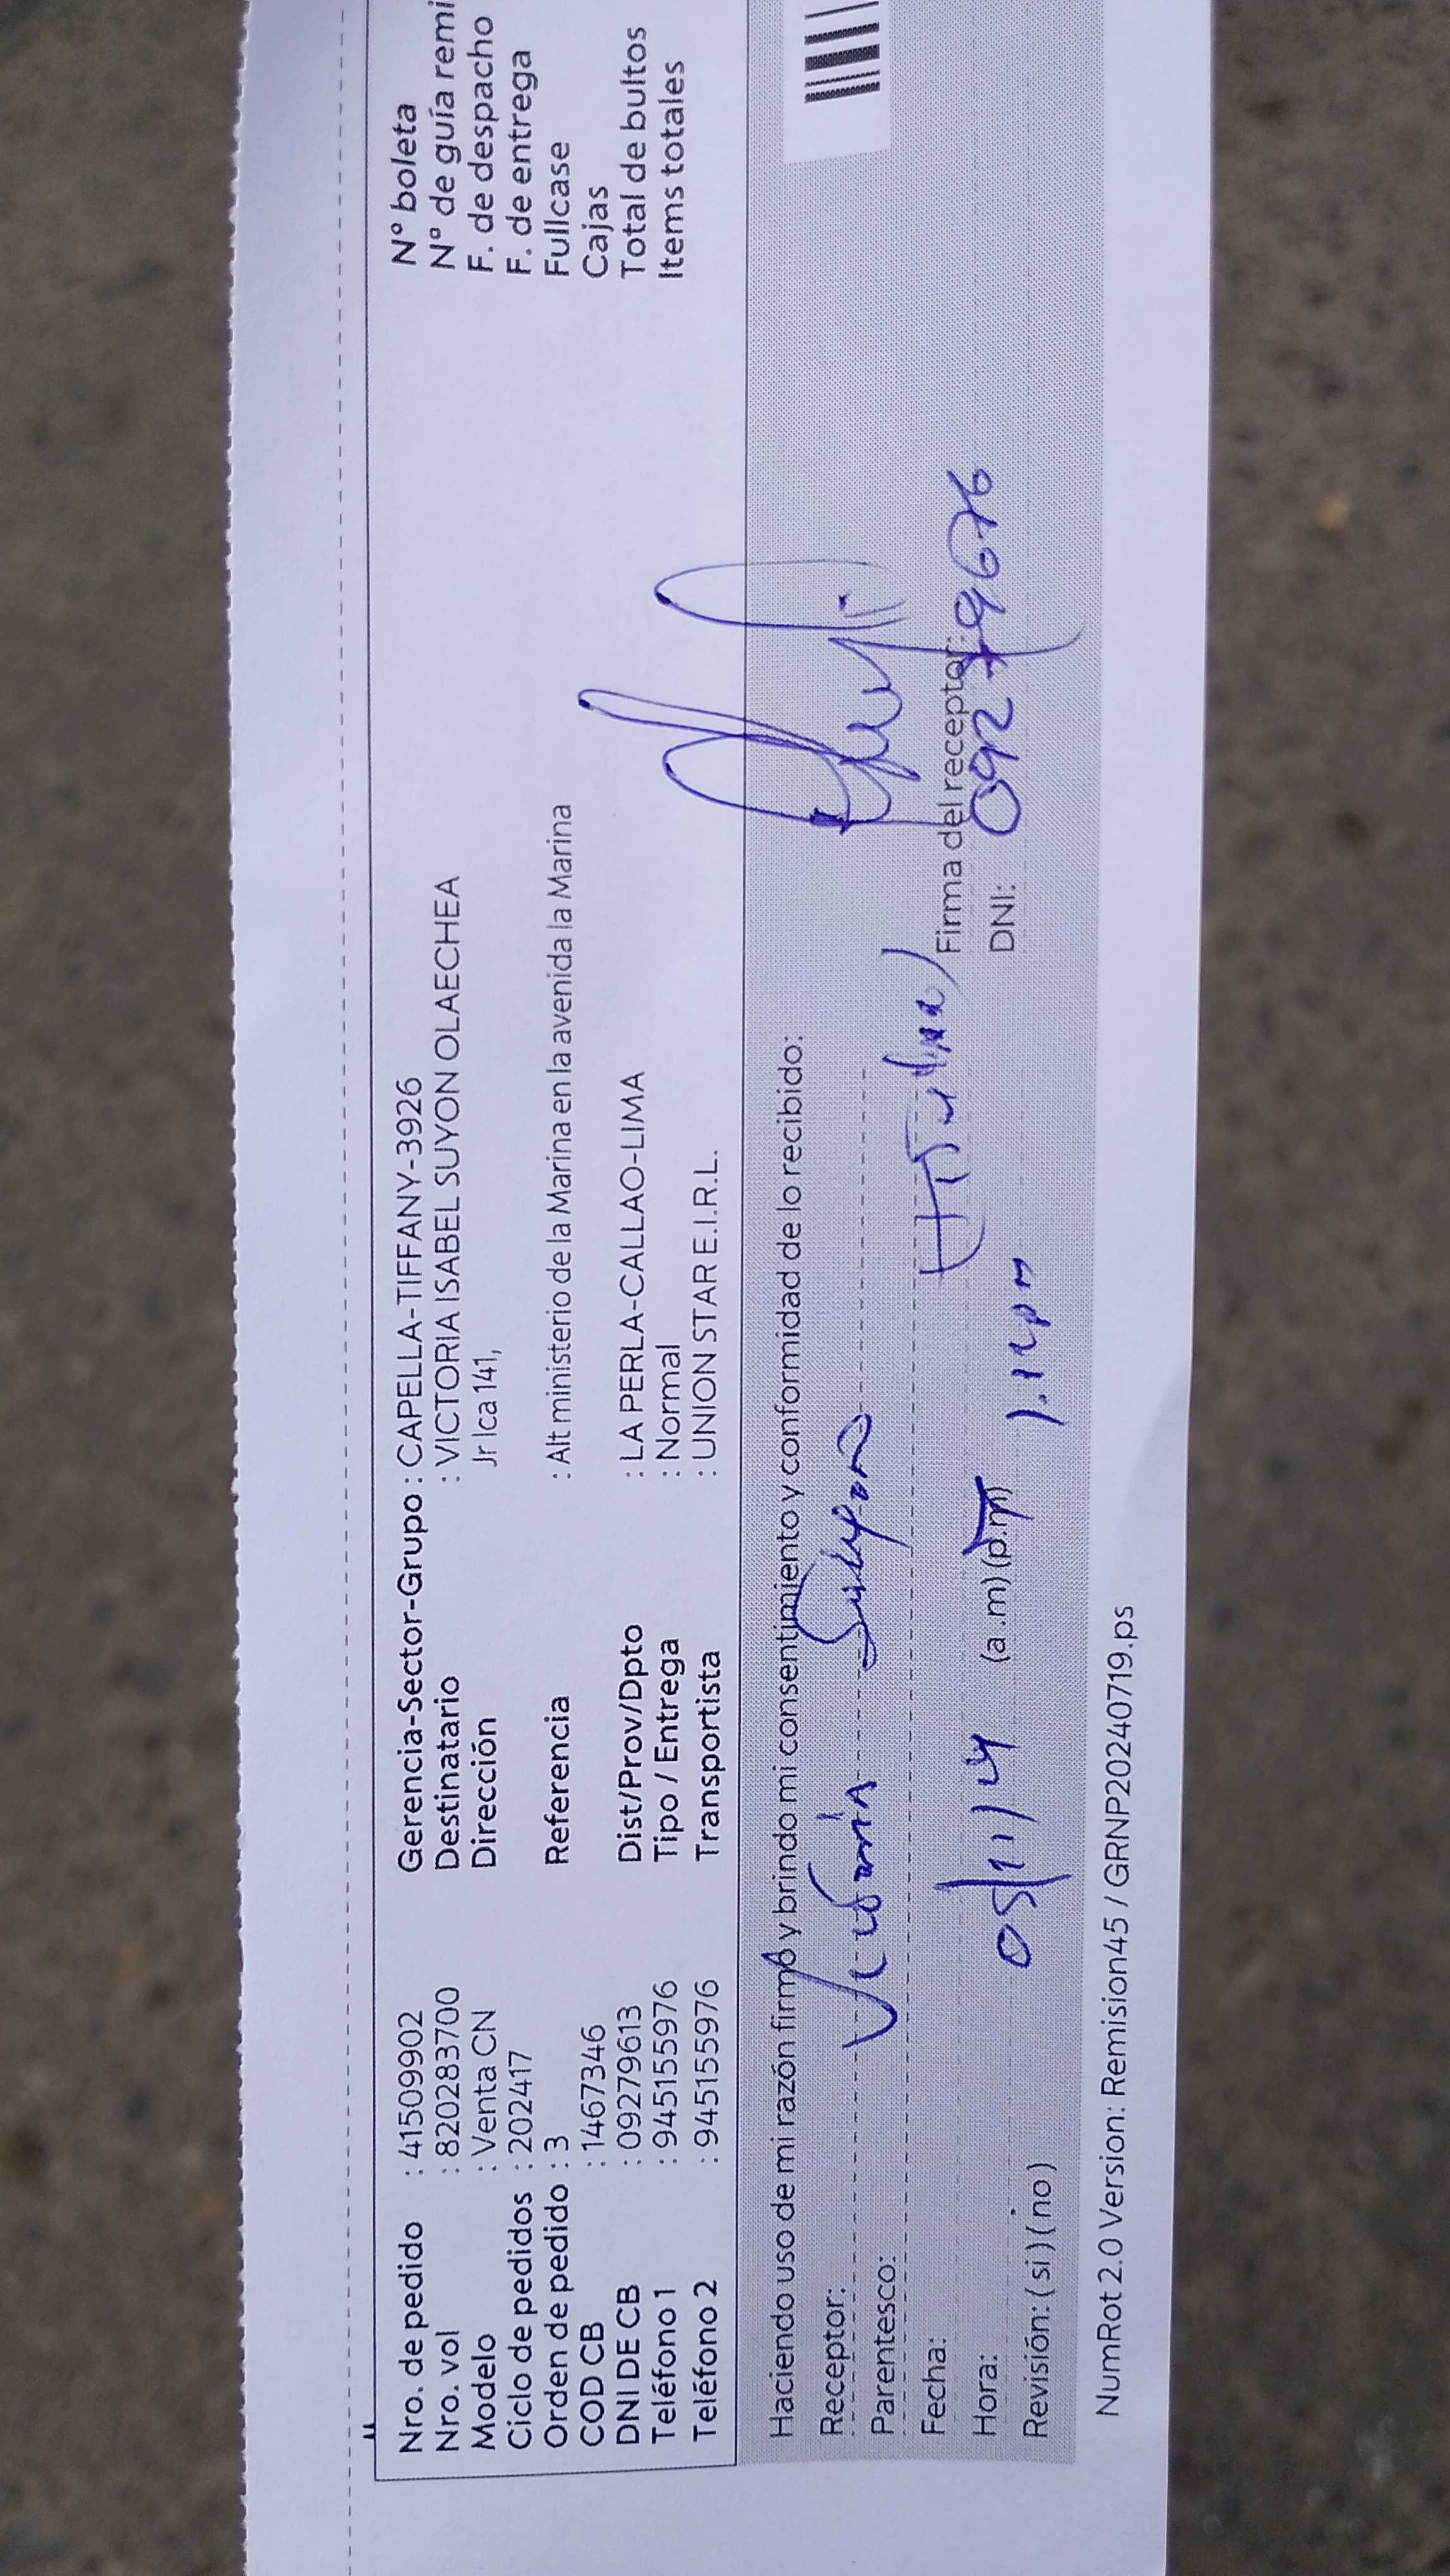 Nro. de pedido : 41509902
Nro. vol : 820283700
Modelo : Venta CN
Ciclo de pedidos : 202417
Orden de pedido : 3
COD CB : 1467346
DNI DE CB : 09279613
Teléfono 1 : 945155976
Teléfono 2 : 945155976
Gerencia-Sector-Grupo : CAPELLA-TIFFANY-3926
Destinatario : VICTORIA ISABEL SUYON OLAECHEA
Dirección Jr Ica 141,
Referencia : Alt ministerio de la Marina en la avenida la Marina
Dist/Prov/Dpto : LA PERLA-CALLAO-LIMA
Tipo / Entrega : Normal
Transportista : UNION STAR E.I.R.L.
N° boleta
N° de guía remi
F. de despacho
F. de entrega
Fullcase
Cajas
Total de bultos
Items totales
Haciendo uso de mi razón firmo y brindo mi consentimiento y conformidad de lo recibido:
Receptor: Victoria Suyon
Parentesco:
Fecha:
Hora: 05/11/24 (a.m) (p.m)
Revisión: (si) (no)
Firma del receptor:
DNI: 09279676
NumRot 2.0 Version: Remision45 / GRNP20240719.ps